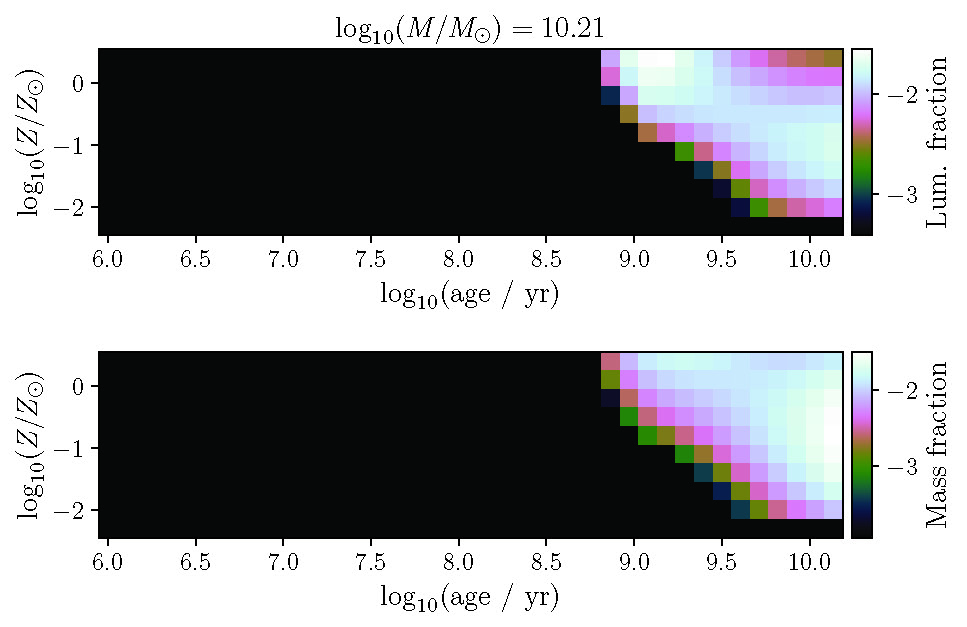 log₁₀(M/M⊙) = 10.21
log₁₀(Z/Z⊙)
0
−1
−2
6.0 6.5 7.0 7.5 8.0 8.5 9.0 9.5 10.0
log₁₀(age / yr)
−2
−3
Lum. fraction
log₁₀(Z/Z⊙)
0
−1
−2
6.0 6.5 7.0 7.5 8.0 8.5 9.0 9.5 10.0
log₁₀(age / yr)
−2
−3
Mass fraction